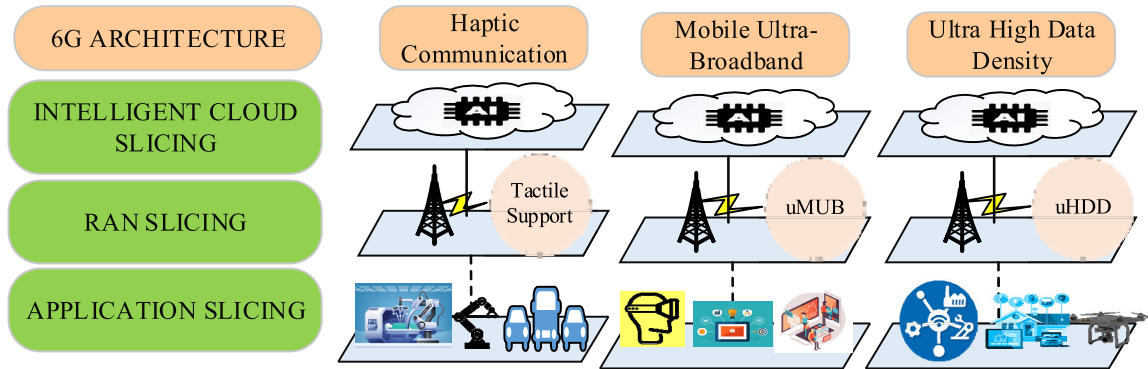 6G ARCHITECTURE
Haptic
Communication
Mobile Ultra-
Broadband
Ultra High Data
Density
INTELLIGENT CLOUD
SLICING
AI
AI
AI
RAN SLICING
Tactile
Support
uMUB
uHDD
APPLICATION SLICING